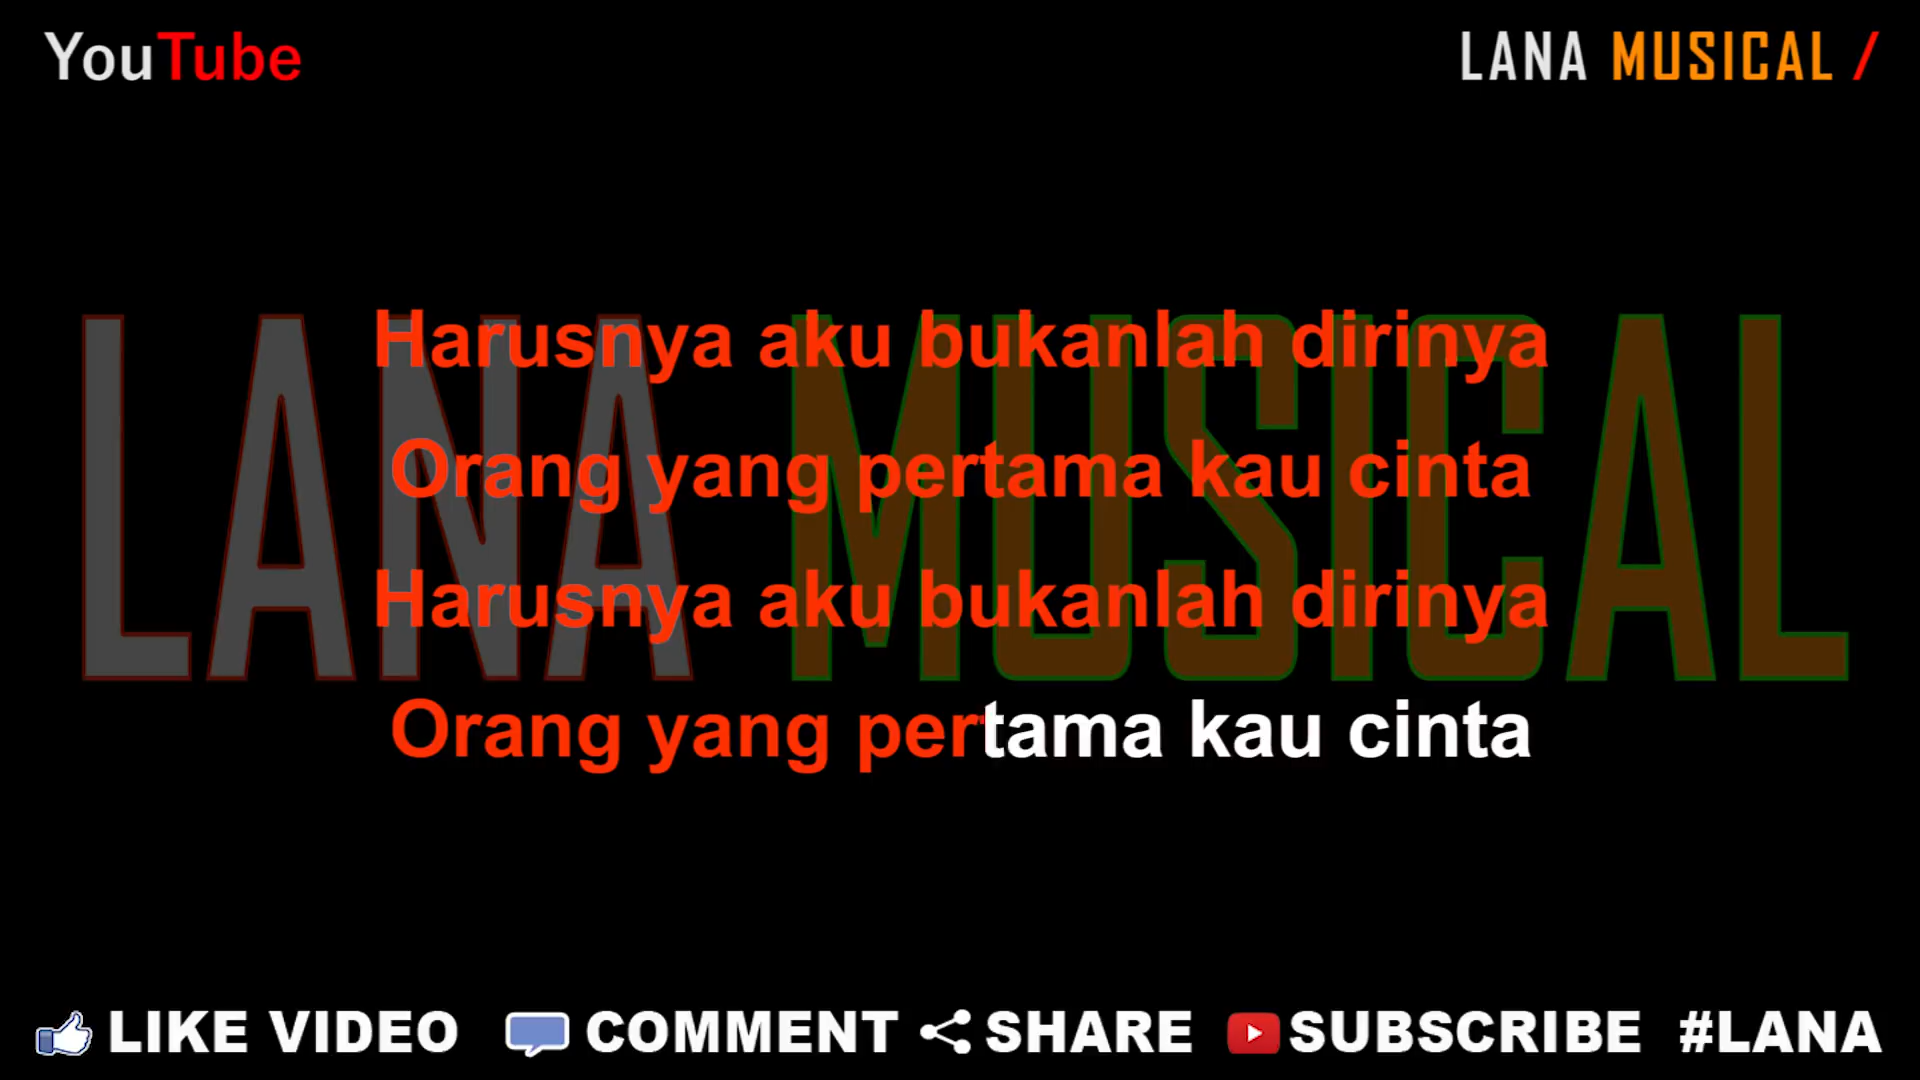 YouTube
LANA MUSICAL /
LANA MUSICAL
Harusnya aku bukanlah dirinya
Orang yang pertama kau cinta
Harusnya aku bukanlah dirinya
Orang yang pertama kau cinta
LIKE VIDEO COMMENT SHARE SUBSCRIBE #LANA